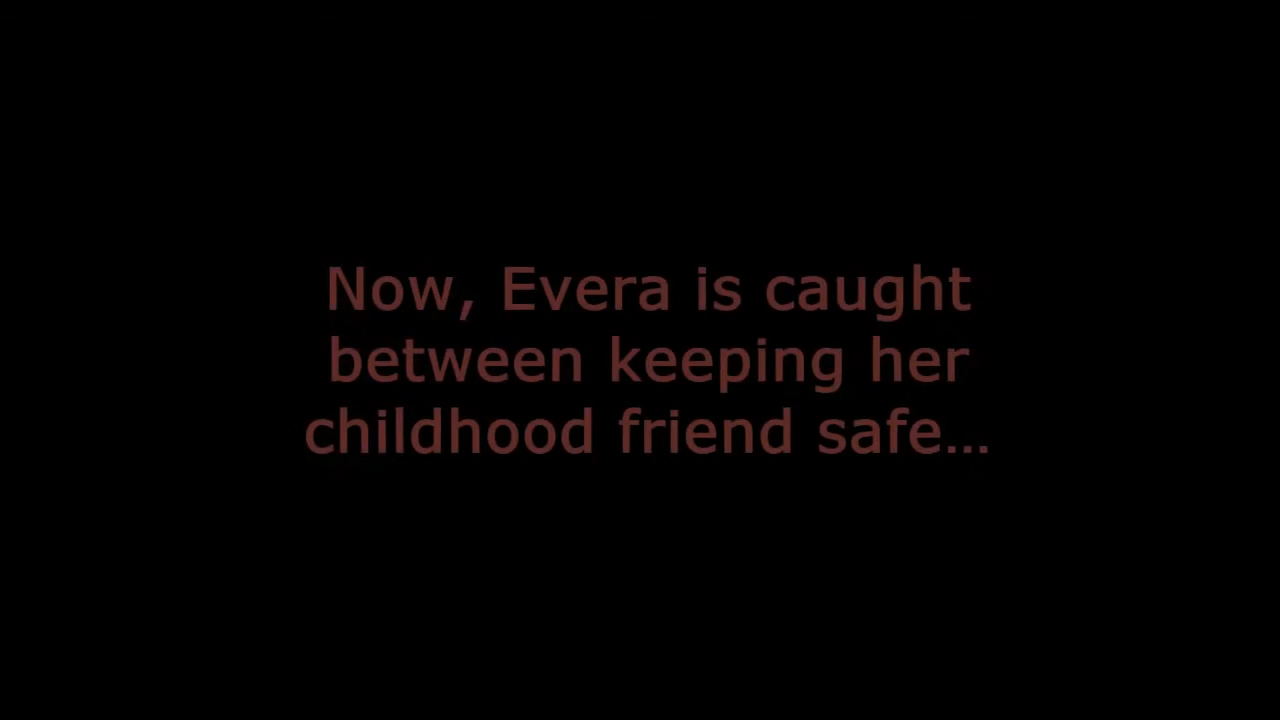 Now, Evera is caught
between keeping her
childhood friend safe...